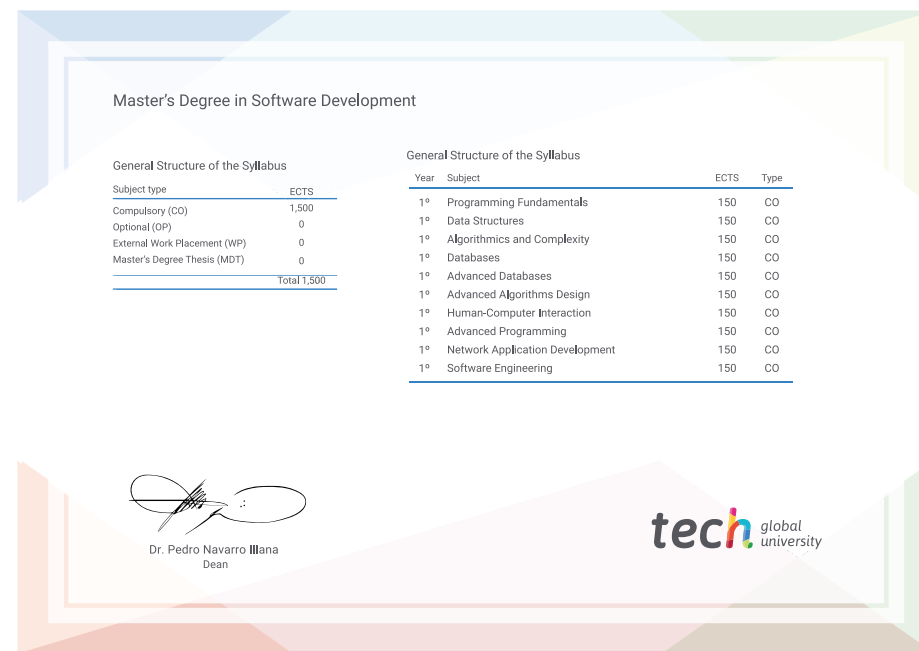 Master's Degree in Software Development
General Structure of the Syllabus
Subject type ECTS
Compulsory (CO) 1,500
Optional (OP) 0
External Work Placement (WP) 0
Master's Degree Thesis (MDT) 0
Total 1,500
General Structure of the Syllabus
Year Subject ECTS Type
1º Programming Fundamentals 150 CO
1º Data Structures 150 CO
1º Algorithmics and Complexity 150 CO
1º Databases 150 CO
1º Advanced Databases 150 CO
1º Advanced Algorithms Design 150 CO
1º Human-Computer Interaction 150 CO
1º Advanced Programming 150 CO
1º Network Application Development 150 CO
1º Software Engineering 150 CO
Dr. Pedro Navarro Illana
Dean
tech global
university